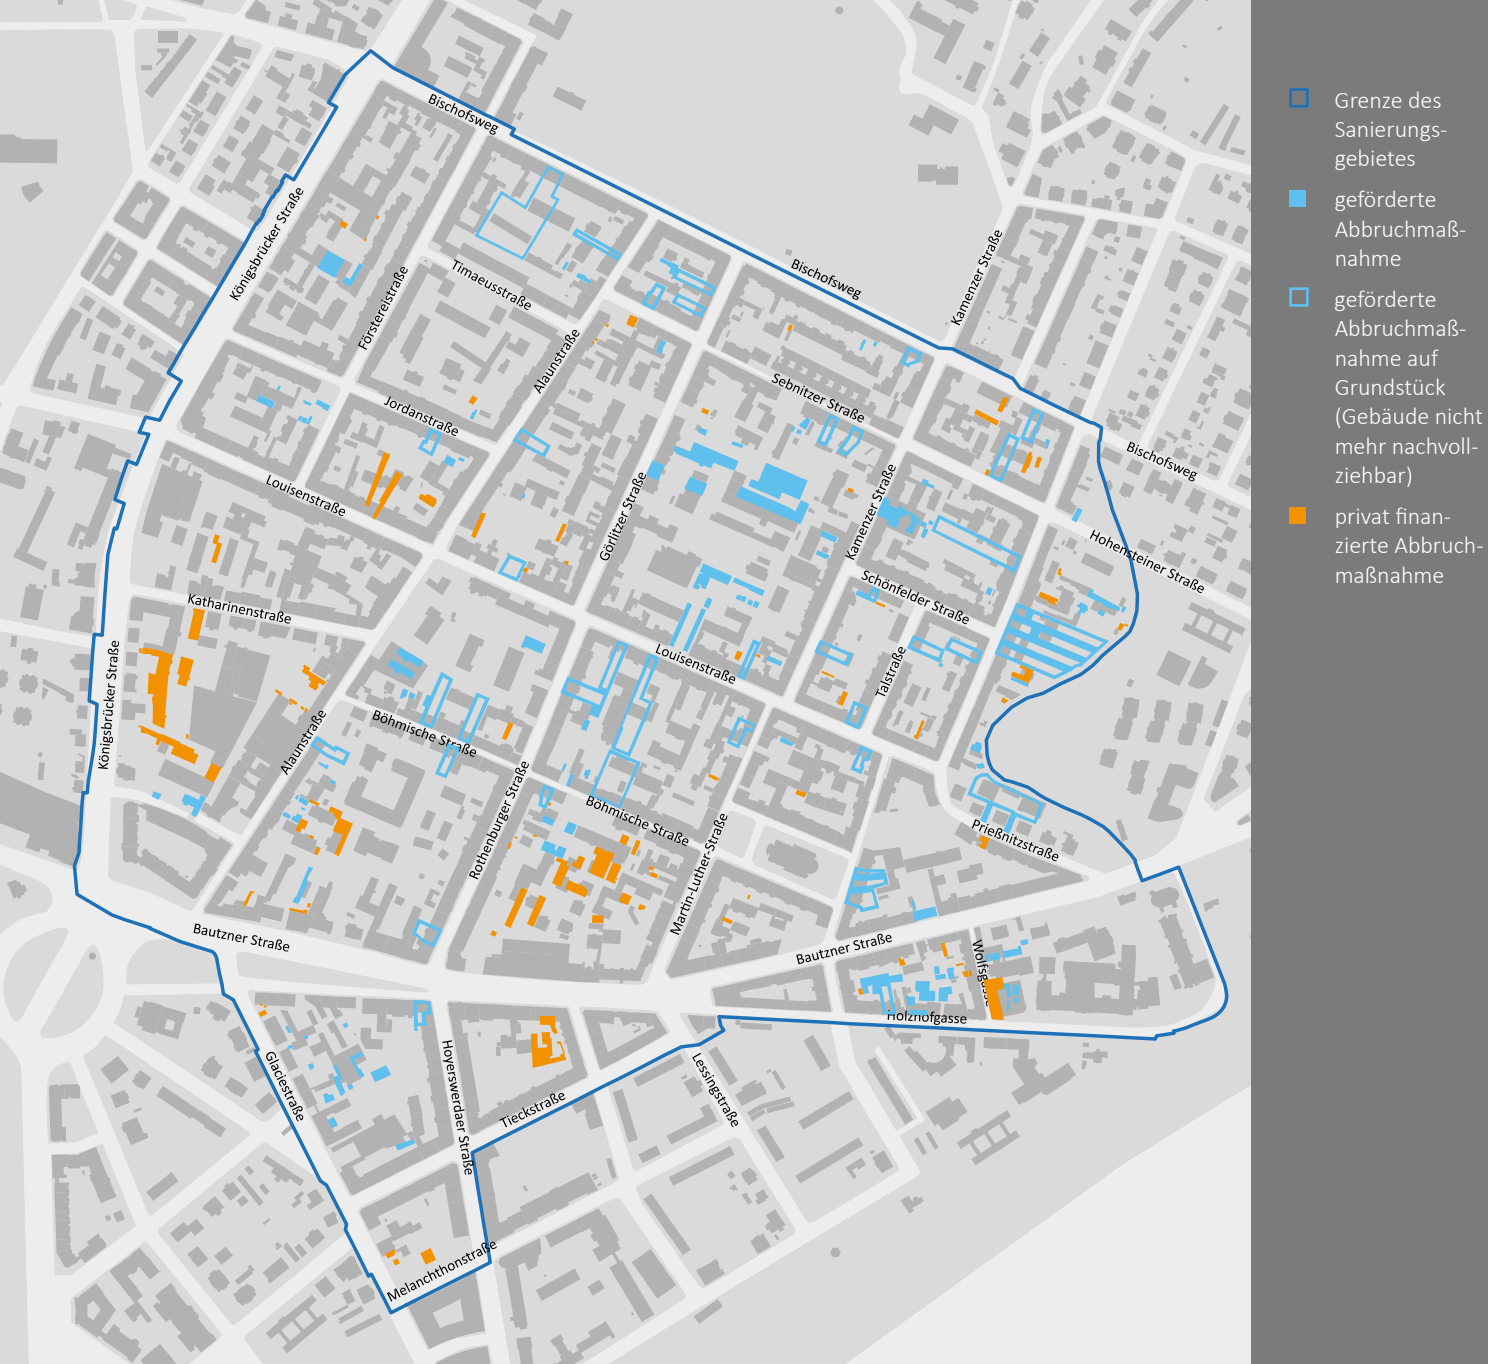 Bischofsweg
Königsbrücker Straße
Förstereistraße
Timaeusstraße
Alaunstraße
Bischofsweg
Kamenzer Straße
Jordanstraße
Sebnitzer Straße
Bischofsweg
Louisenstraße
Görlitzer Straße
Kamenzer Straße
Hohensteiner Straße
Schönfelder Straße
Katharinenstraße
Königsbrücker Straße
Louisenstraße
Talstraße
Alaunstraße
Böhmische Straße
Rothenburger Straße
Böhmische Straße
Martin-Luther-Straße
Prießnitzstraße
Bautzner Straße
Bautzner Straße
Wolfsgasse
Holzhofgasse
Glaciestraße
Hoyerswerdaer Straße
Tieckstraße
Lessingstraße
Melanchthonstraße
Grenze des
Sanierungs-
gebietes
geförderte
Abbruchmaß-
nahme
geförderte
Abbruchmaß-
nahme auf
Grundstück
(Gebäude nicht
mehr nachvoll-
ziehbar)
privat finan-
zierte Abbruch-
maßnahme